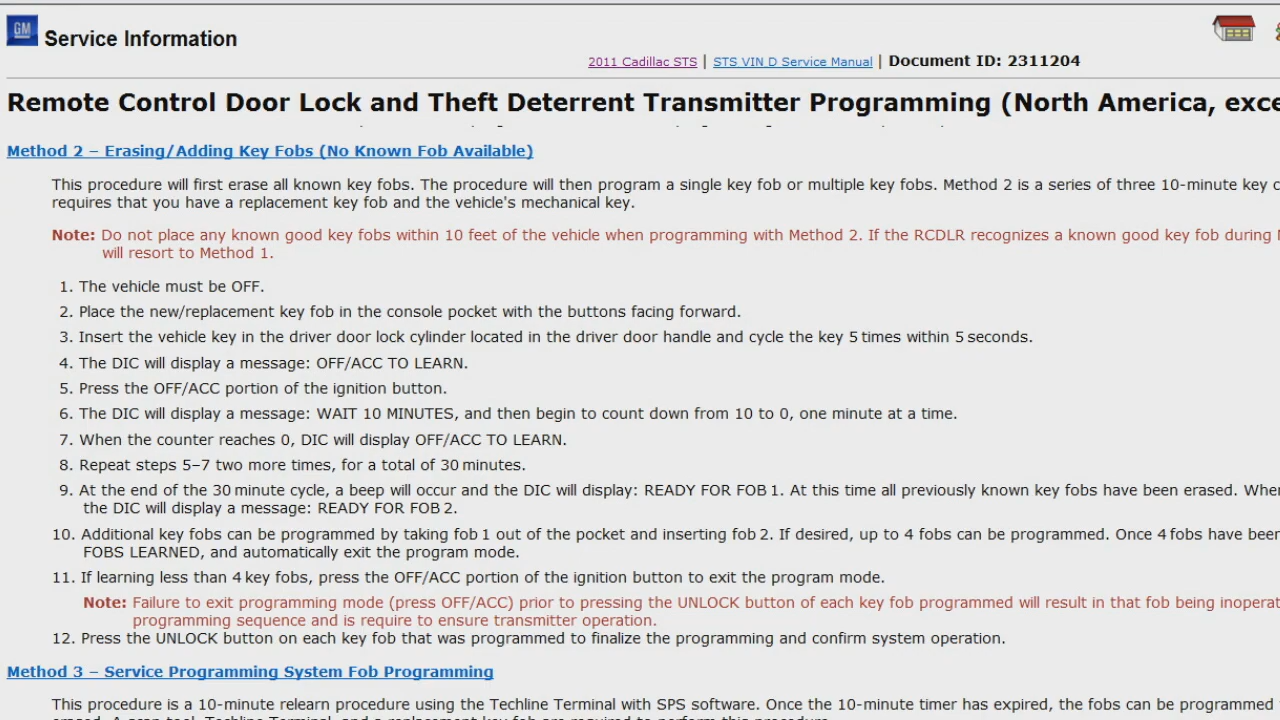 GM
Service Information
2011 Cadillac STS | STS VIN D Service Manual | Document ID: 2311204
Remote Control Door Lock and Theft Deterrent Transmitter Programming (North America, exce
Method 2 – Erasing/Adding Key Fobs (No Known Fob Available)
This procedure will first erase all known key fobs. The procedure will then program a single key fob or multiple key fobs. Method 2 is a series of three 10-minute key c
requires that you have a replacement key fob and the vehicle's mechanical key.
Note: Do not place any known good key fobs within 10 feet of the vehicle when programming with Method 2. If the RCDLR recognizes a known good key fob during
will resort to Method 1.
1. The vehicle must be OFF.
2. Place the new/replacement key fob in the console pocket with the buttons facing forward.
3. Insert the vehicle key in the driver door lock cylinder located in the driver door handle and cycle the key 5 times within 5 seconds.
4. The DIC will display a message: OFF/ACC TO LEARN.
5. Press the OFF/ACC portion of the ignition button.
6. The DIC will display a message: WAIT 10 MINUTES, and then begin to count down from 10 to 0, one minute at a time.
7. When the counter reaches 0, DIC will display OFF/ACC TO LEARN.
8. Repeat steps 5–7 two more times, for a total of 30 minutes.
9. At the end of the 30 minute cycle, a beep will occur and the DIC will display: READY FOR FOB 1. At this time all previously known key fobs have been erased. When
the DIC will display a message: READY FOR FOB 2.
10. Additional key fobs can be programmed by taking fob 1 out of the pocket and inserting fob 2. If desired, up to 4 fobs can be programmed. Once 4 fobs have been
FOBS LEARNED, and automatically exit the program mode.
11. If learning less than 4 key fobs, press the OFF/ACC portion of the ignition button to exit the program mode.
Note: Failure to exit programming mode (press OFF/ACC) prior to pressing the UNLOCK button of each key fob programmed will result in that fob being inoperat
programming sequence and is require to ensure transmitter operation.
12. Press the UNLOCK button on each key fob that was programmed to finalize the programming and confirm system operation.
Method 3 – Service Programming System Fob Programming
This procedure is a 10-minute relearn procedure using the Techline Terminal with SPS software. Once the 10-minute timer has expired, the fobs can be programmed
erased. A scan tool, Techline Terminal, and a replacement key fob are required to perform this procedure.